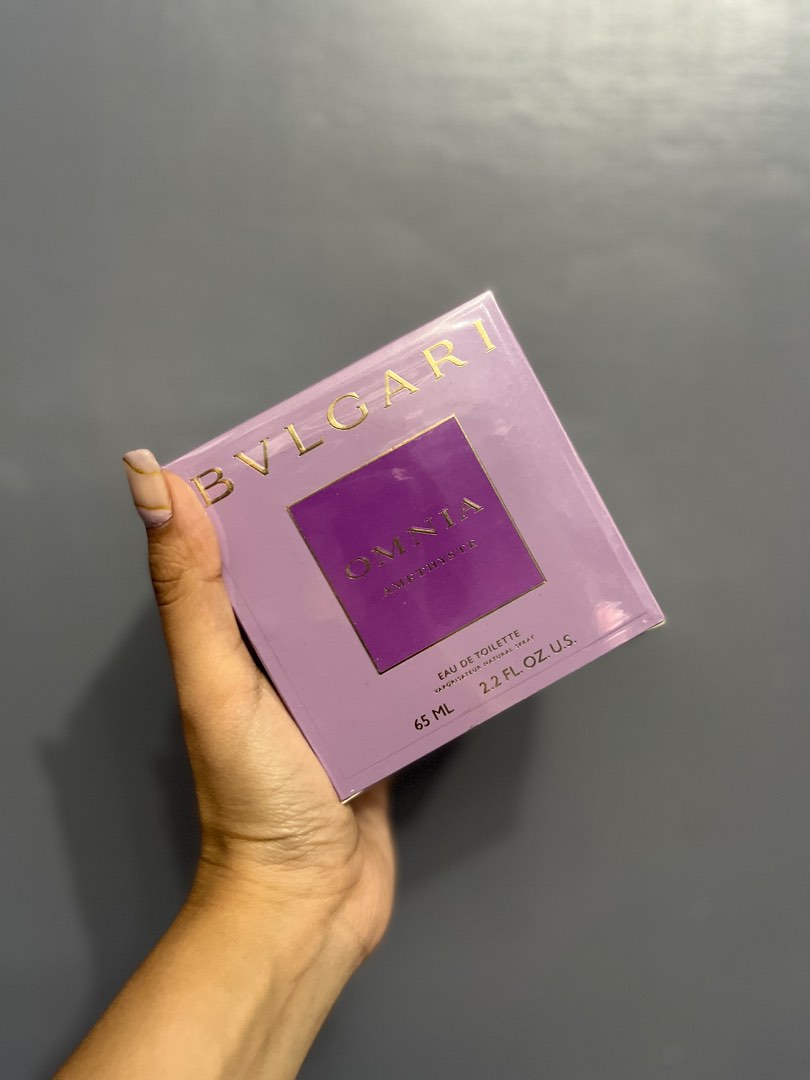 BVLGARI
OMNIA
AMETHYSTE
EAU DE TOILETTE
VAPORISATEUR NATURAL SPRAY
65 ML 2.2 FL. OZ. U.S.